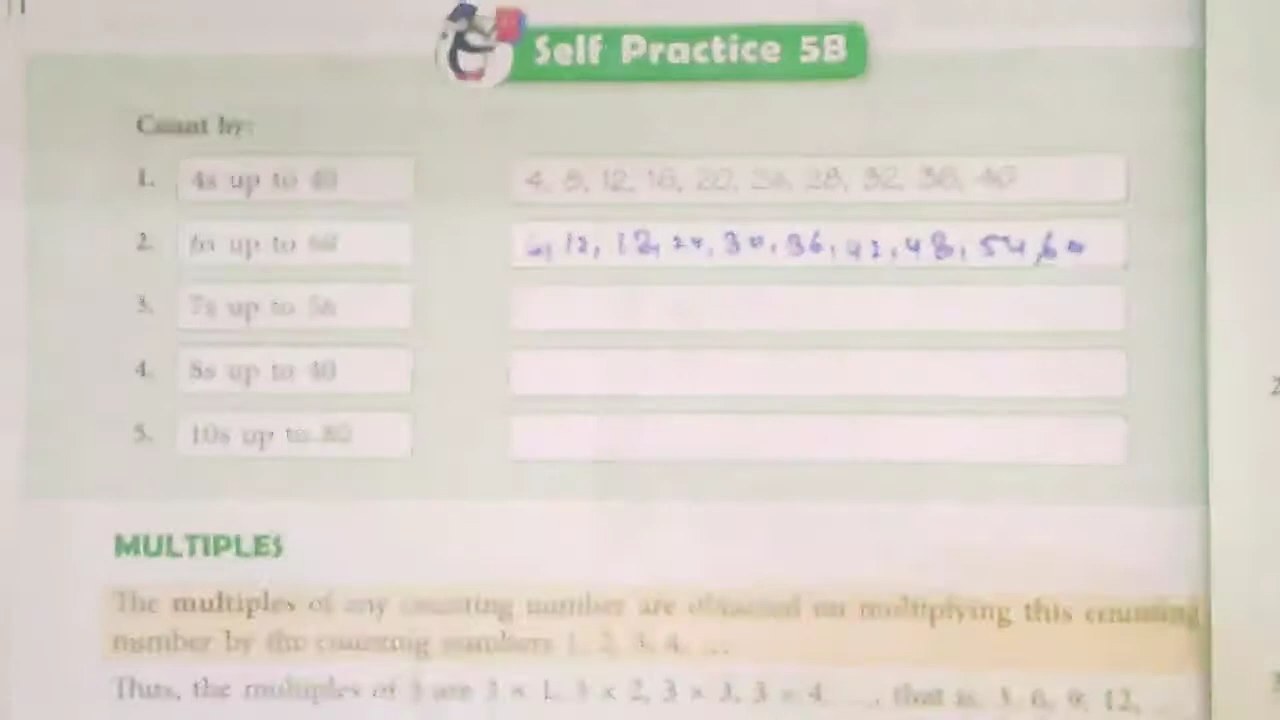 Self Practice 5B
Count by:
1. 4s up to 40 4, 8, 12, 16, 20, 24, 28, 32, 36, 40
2. 6s up to 60 6, 12, 18, 24, 30, 36, 42, 48, 54, 60
3. 7s up to 56
4. 8s up to 40
5. 10s up to 80
MULTIPLES
The multiples of any counting number are obtained on multiplying this counting
number by the counting numbers 1, 2, 3, 4, ...
Thus, the multiples of 3 are 3 × 1, 3 × 2, 3 × 3, 3 × 4, ..., that is, 3, 6, 9, 12,